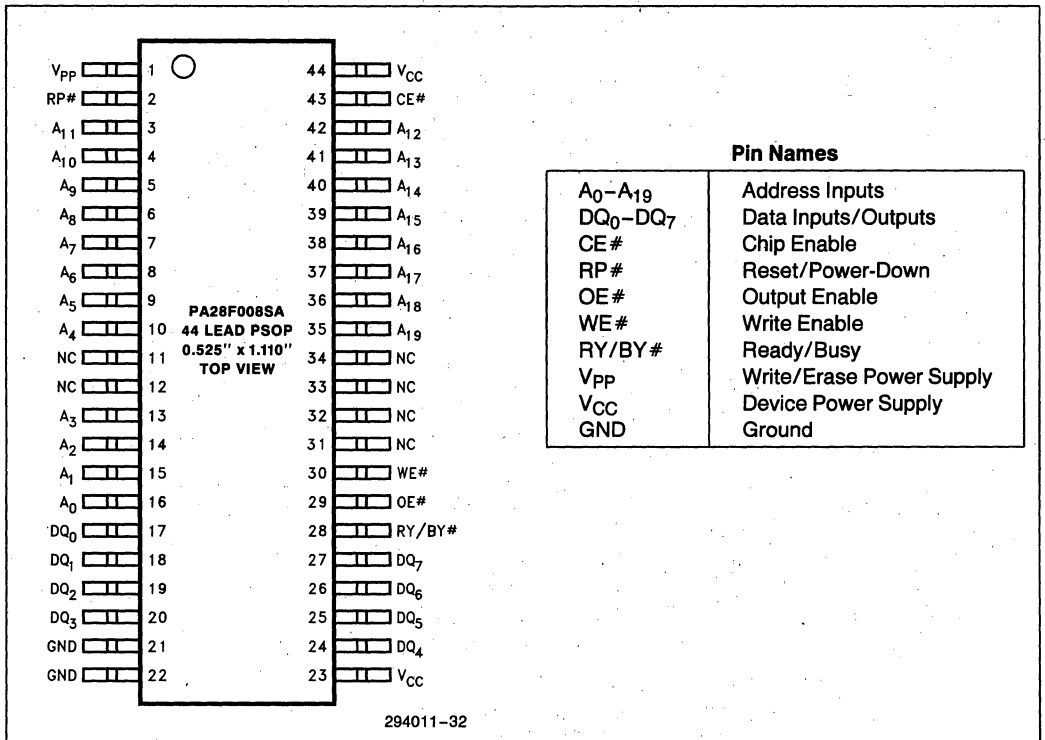 V_PP 1 44 V_CC
RP# 2 43 CE#
A_11 3 42 A_12
A_10 4 41 A_13
A_9 5 40 A_14
A_8 6 39 A_15
A_7 7 38 A_16
A_6 8 37 A_17
A_5 9 36 A_18
A_4 10 35 A_19
NC 11 34 NC
NC 12 33 NC
A_3 13 32 NC
A_2 14 31 NC
A_1 15 30 WE#
A_0 16 29 OE#
DQ_0 17 28 RY/BY#
DQ_1 18 27 DQ_7
DQ_2 19 26 DQ_6
DQ_3 20 25 DQ_5
GND 21 24 DQ_4
GND 22 23 V_CC
PA28F008SA
44 LEAD PSOP
0.525" x 1.110"
TOP VIEW
294011-32
Pin Names
A_0-A_19 Address Inputs
DQ_0-DQ_7 Data Inputs/Outputs
CE# Chip Enable
RP# Reset/Power-Down
OE# Output Enable
WE# Write Enable
RY/BY# Ready/Busy
V_PP Write/Erase Power Supply
V_CC Device Power Supply
GND Ground